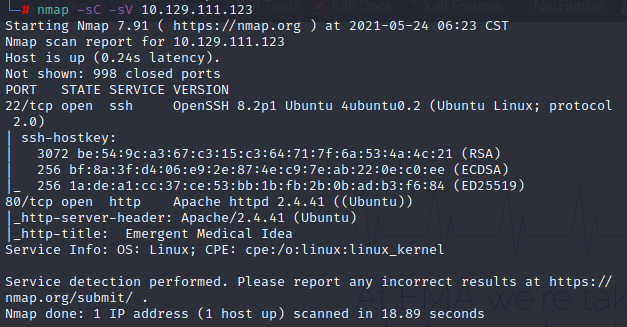 Kali Tools Kali Docs Kali Forums NetHunter
└─# nmap -sC -sV 10.129.111.123
Starting Nmap 7.91 ( https://nmap.org ) at 2021-05-24 06:23 CST
Nmap scan report for 10.129.111.123
Host is up (0.24s latency).
Not shown: 998 closed ports
PORT   STATE SERVICE VERSION
22/tcp open  ssh     OpenSSH 8.2p1 Ubuntu 4ubuntu0.2 (Ubuntu Linux; protocol
 2.0)
| ssh-hostkey:
|   3072 be:54:9c:a3:67:c3:15:c3:64:71:7f:6a:53:4a:4c:21 (RSA)
|   256 bf:8a:3f:d4:06:e9:2e:87:4e:c9:7e:ab:22:0e:c0:ee (ECDSA)
|_  256 1a:de:a1:cc:37:ce:53:bb:1b:fb:2b:0b:ad:b3:f6:84 (ED25519)
80/tcp open  http    Apache httpd 2.4.41 ((Ubuntu))
|_http-server-header: Apache/2.4.41 (Ubuntu)
|_http-title:  Emergent Medical Idea
Service Info: OS: Linux; CPE: cpe:/o:linux:linux_kernel
Service detection performed. Please report any incorrect results at https://
nmap.org/submit/ .
At EMA we're tak
Nmap done: 1 IP address (1 host up) scanned in 18.89 seconds